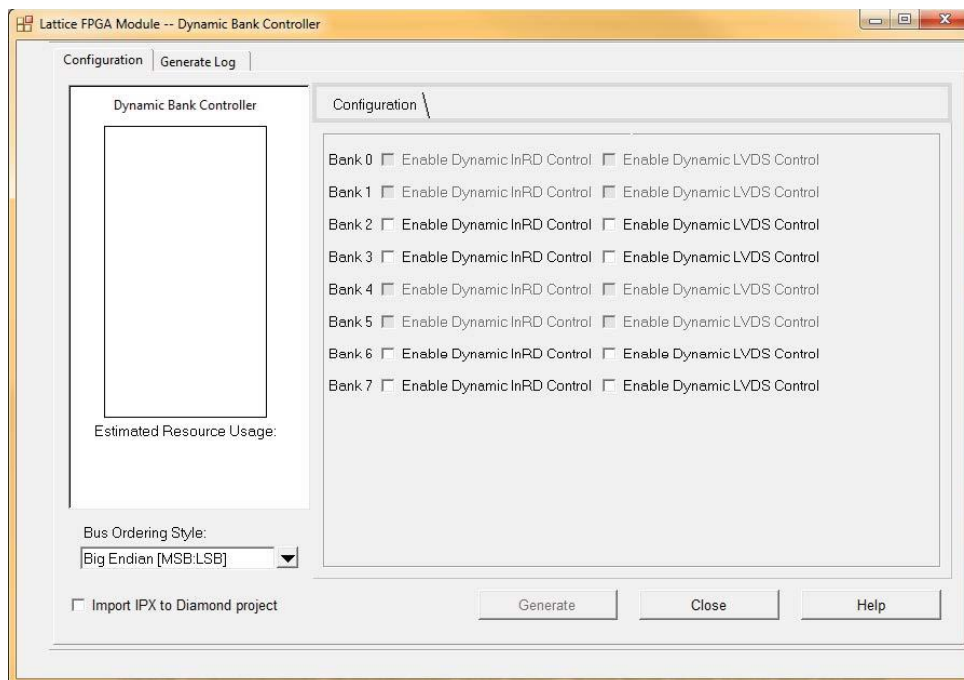 Lattice FPGA Module -- Dynamic Bank Controller
Configuration Generate Log
Dynamic Bank Controller
Estimated Resource Usage:
Bus Ordering Style:
Big Endian [MSB:LSB]
Configuration
Bank 0 Enable Dynamic InRD Control Enable Dynamic LVDS Control
Bank 1 Enable Dynamic InRD Control Enable Dynamic LVDS Control
Bank 2 Enable Dynamic InRD Control Enable Dynamic LVDS Control
Bank 3 Enable Dynamic InRD Control Enable Dynamic LVDS Control
Bank 4 Enable Dynamic InRD Control Enable Dynamic LVDS Control
Bank 5 Enable Dynamic InRD Control Enable Dynamic LVDS Control
Bank 6 Enable Dynamic InRD Control Enable Dynamic LVDS Control
Bank 7 Enable Dynamic InRD Control Enable Dynamic LVDS Control
Import IPX to Diamond project
Generate Close Help